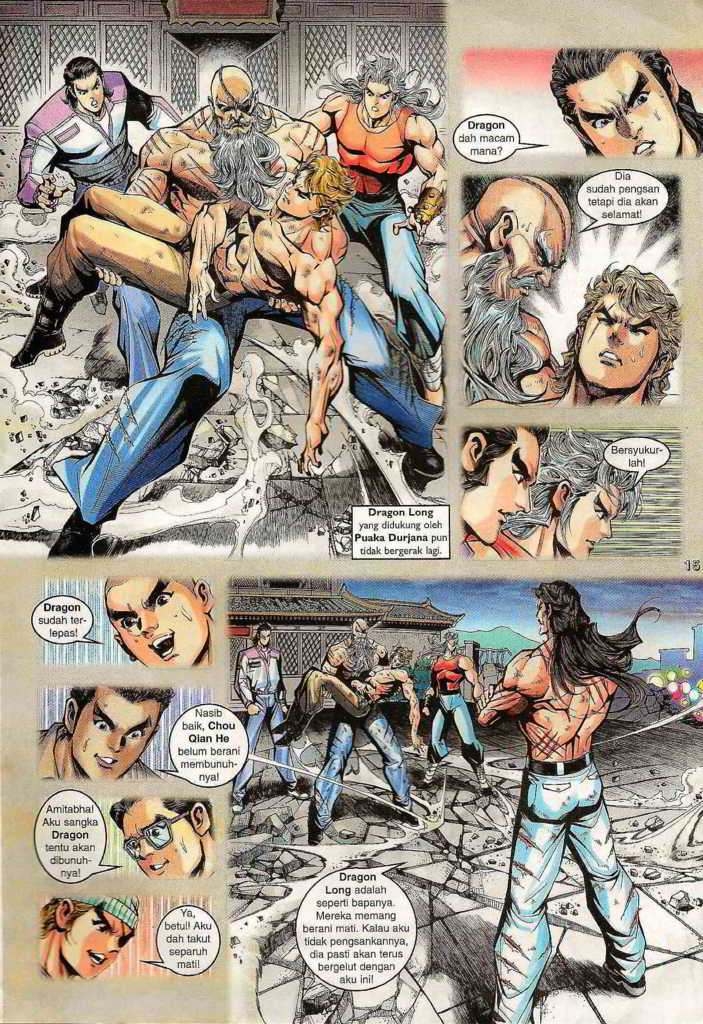 Dragon
dah macam
mana?
Dia
sudah pengsan
tetapi dia akan
selamat!
Bersyukur-
lah!
Dragon Long
yang didukung oleh
Puaka Durjana pun
tidak bergerak lagi.
15
Dragon
sudah ter-
lepas!
Nasib
baik, Chou
Qian He
belum berani
membunuh-
nya!
Amitabha!
Aku sangka
Dragon
tentu akan
dibunuh-
nya!
Ya,
betul! Aku
dah takut
separuh
mati!
Dragon
Long adalah
seperti bapanya.
Mereka memang
berani mati. Kalau aku
tidak pengsankannya,
dia pasti akan terus
bergelut dengan
aku ini!